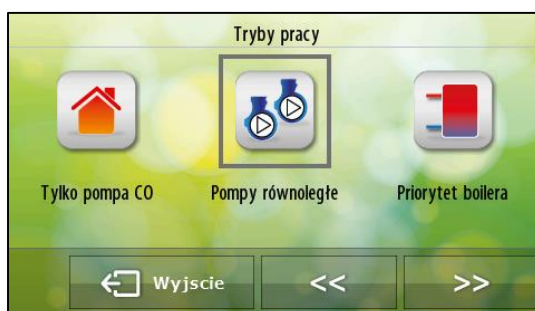 Tryby pracy
Tylko pompa CO Pompy równoległe Priorytet boilera
Wyjscie << >>